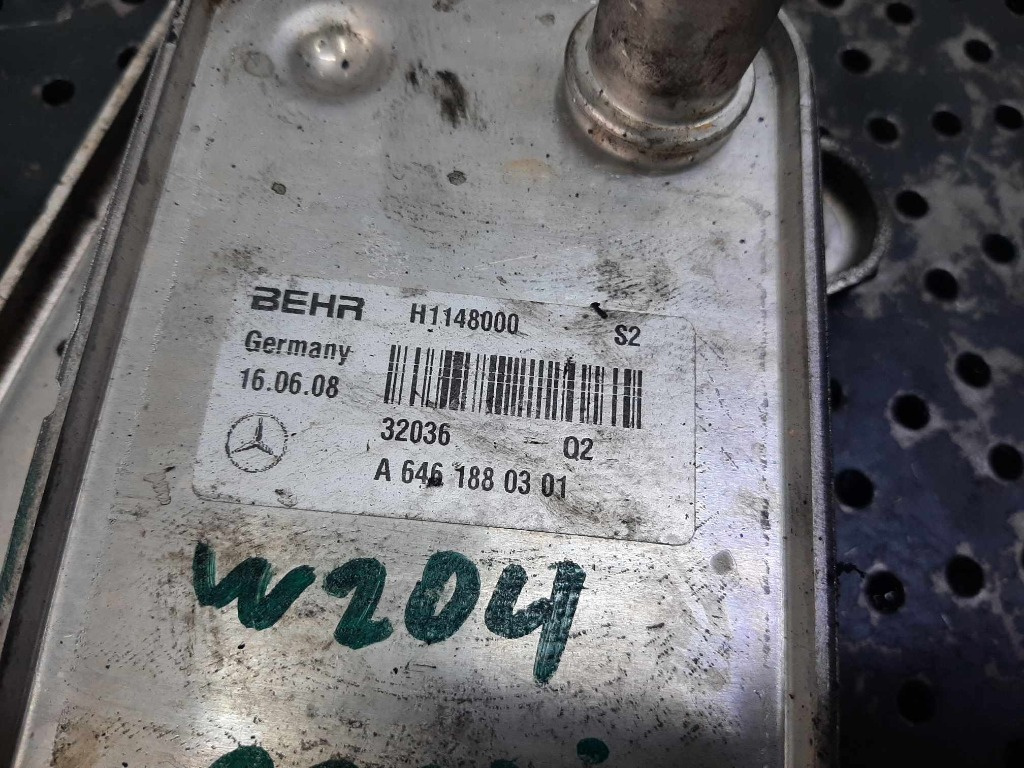 BEHR H1148000 S2
Germany
16.06.08
32036 Q2
A 646 188 03 01
W204